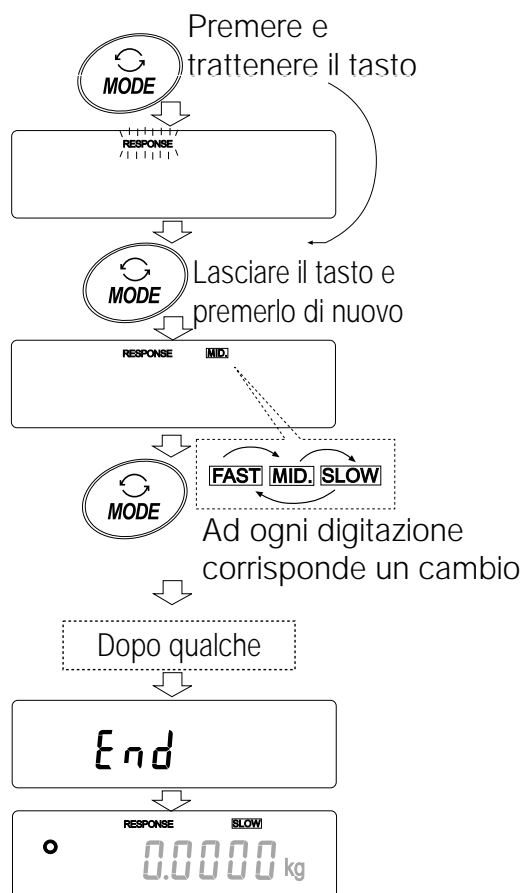 Premere e
trattenere il tasto
MODE
RESPONSE
MODE
Lasciare il tasto e
premerlo di nuovo
RESPONSE MID.
FAST MID. SLOW
MODE
Ad ogni digitazione
corrisponde un cambio
Dopo qualche
End
RESPONSE SLOW
0.0000 kg